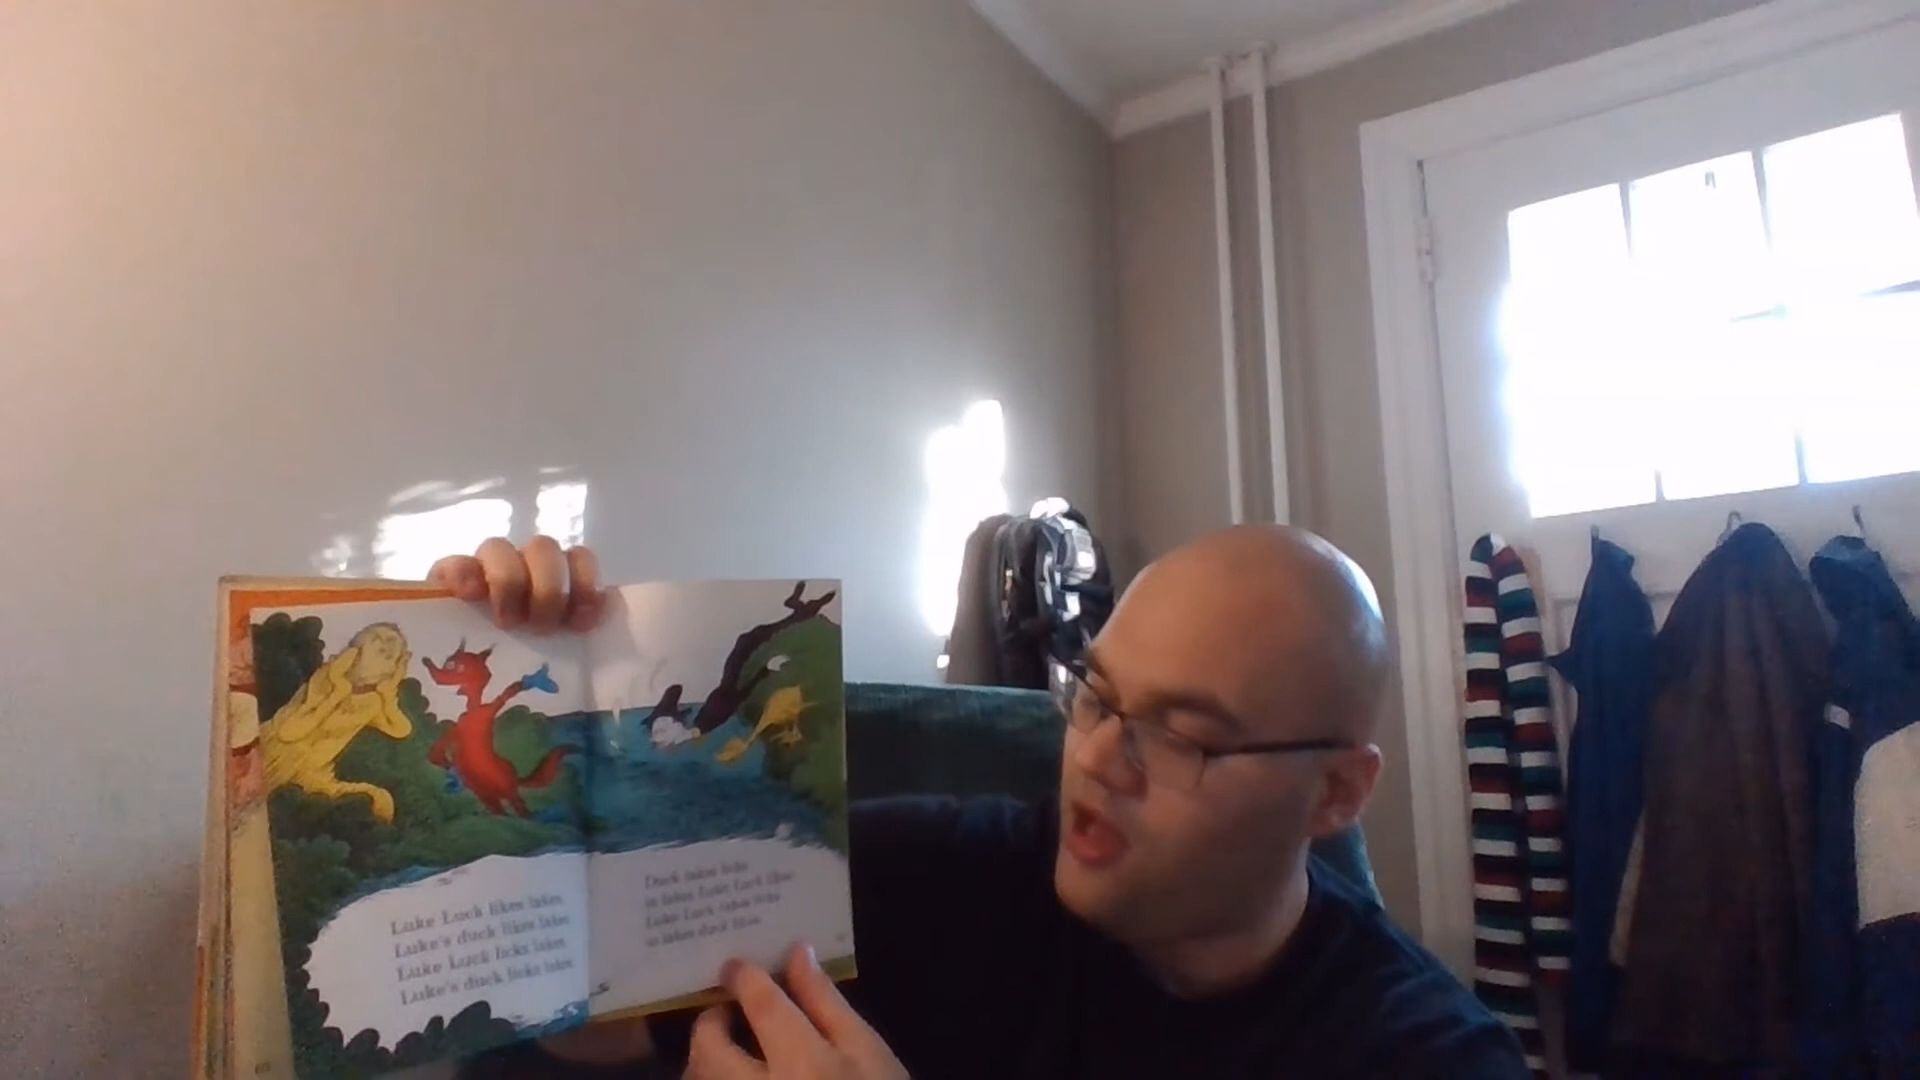 Luke Luck likes lakes.
Luke's duck likes lakes.
Luke Luck licks lakes.
Luke's duck licks lakes.
Duck takes licks
in lakes Luke Luck likes.
Luke Luck takes licks
in lakes duck likes.